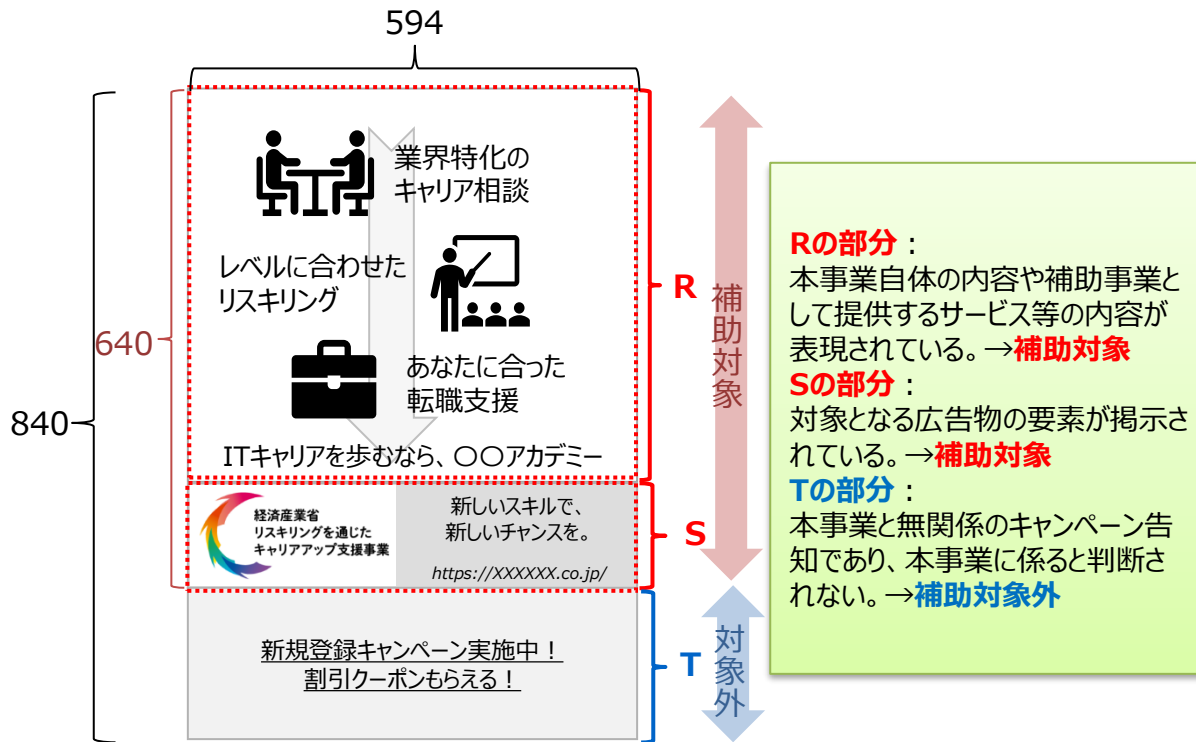 594
840
640
業界特化の
キャリア相談
レベルに合わせた
リスキリング
あなたに合った
転職支援
ITキャリアを歩むなら、〇〇アカデミー
経済産業省
リスキリングを通じた
キャリアアップ支援事業
新しいスキルで、
新しいチャンスを。
https://XXXXXX.co.jp/
新規登録キャンペーン実施中！
割引クーポンもらえる！
R
S
T
補助対象
対象外
Rの部分：
本事業自体の内容や補助事業と
して提供するサービス等の内容が
表現されている。→補助対象
Sの部分：
対象となる広告物の要素が掲示さ
れている。→補助対象
Tの部分：
本事業と無関係のキャンペーン告
知であり、本事業に係ると判断さ
れない。→補助対象外